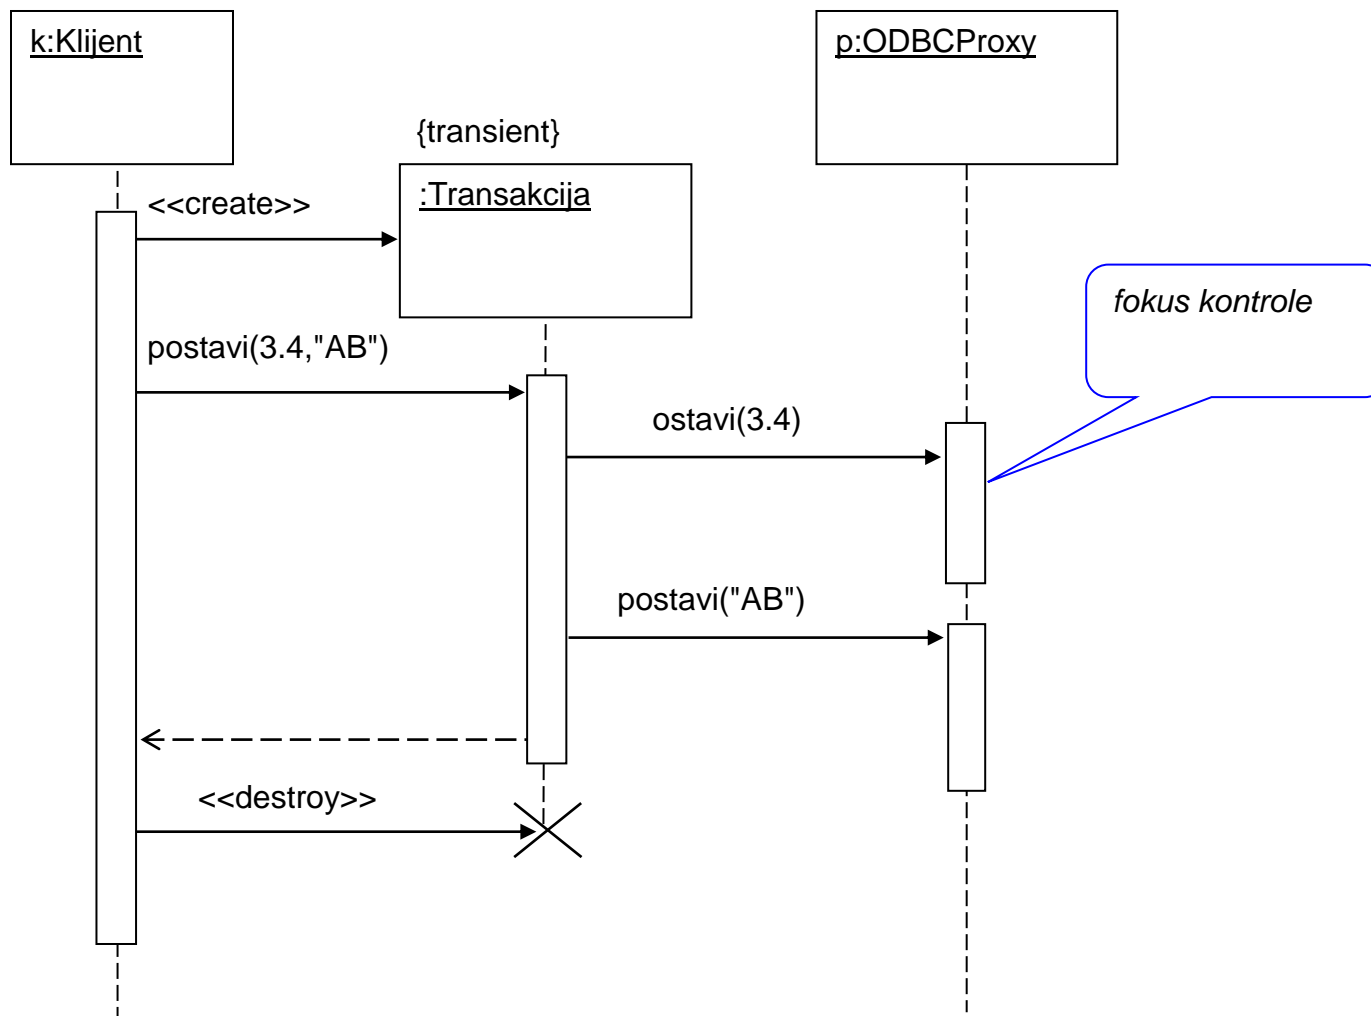 k:Klijent
p:ODBCProxy
{transient}
:Transakcija
<<create>>
fokus kontrole
postavi(3.4,"AB")
ostavi(3.4)
postavi("AB")
<<destroy>>